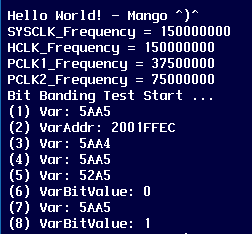 Hello World! - Mango ^)^
SYSCLK_Frequency = 150000000
HCLK_Frequency = 150000000
PCLK1_Frequency = 37500000
PCLK2_Frequency = 75000000
Bit Banding Test Start ...
(1) Var: 5AA5
(2) VarAddr: 2001FFEC
(3) Var: 5AA4
(4) Var: 5AA5
(5) Var: 52A5
(6) VarBitValue: 0
(7) Var: 5AA5
(8) VarBitValue: 1